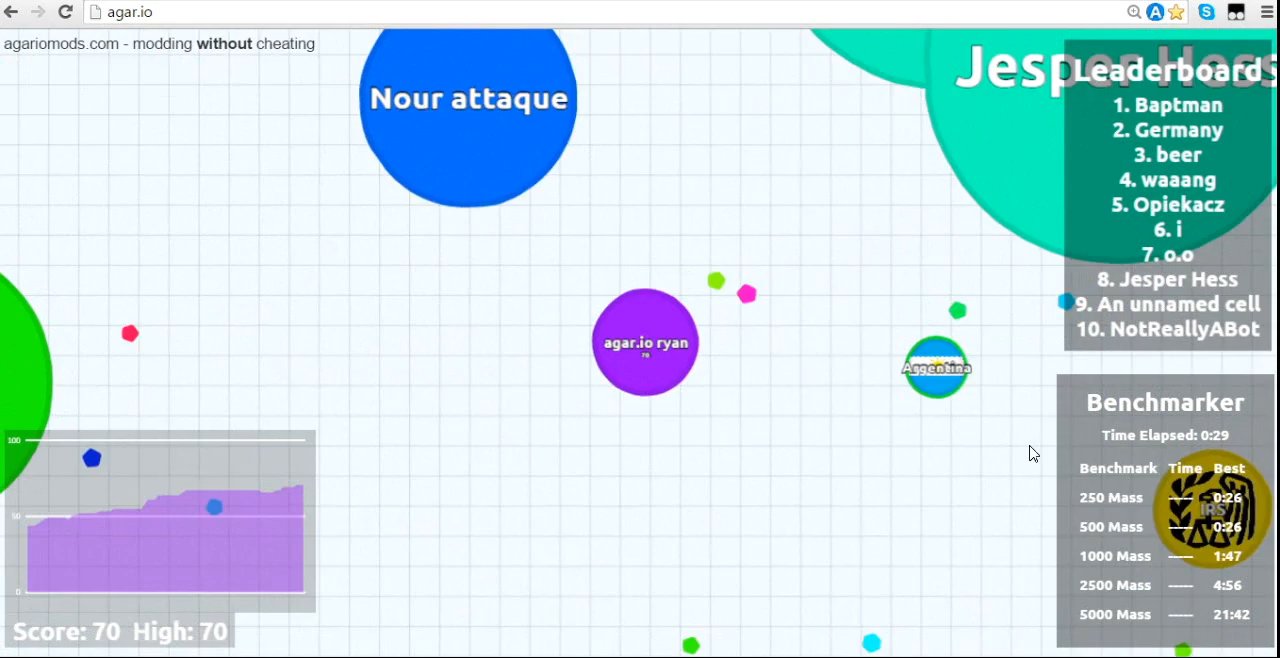 agar.io
agariomods.com - modding without cheating
Nour attaque
Jesper Hess
Leaderboard
1. Baptman
2. Germany
3. beer
4. waaang
5. Opiekacz
6. i
7. o.o
8. Jesper Hess
9. An unnamed cell
10. NotReallyABot
agar.io ryan
70
Argentina
Benchmarker
Time Elapsed: 0:29
Benchmark Time Best
250 Mass ---- 0:26
500 Mass ---- 0:26
1000 Mass ---- 1:47
2500 Mass ---- 4:56
5000 Mass ---- 21:42
IRS
100
50
0
Score: 70 High: 70